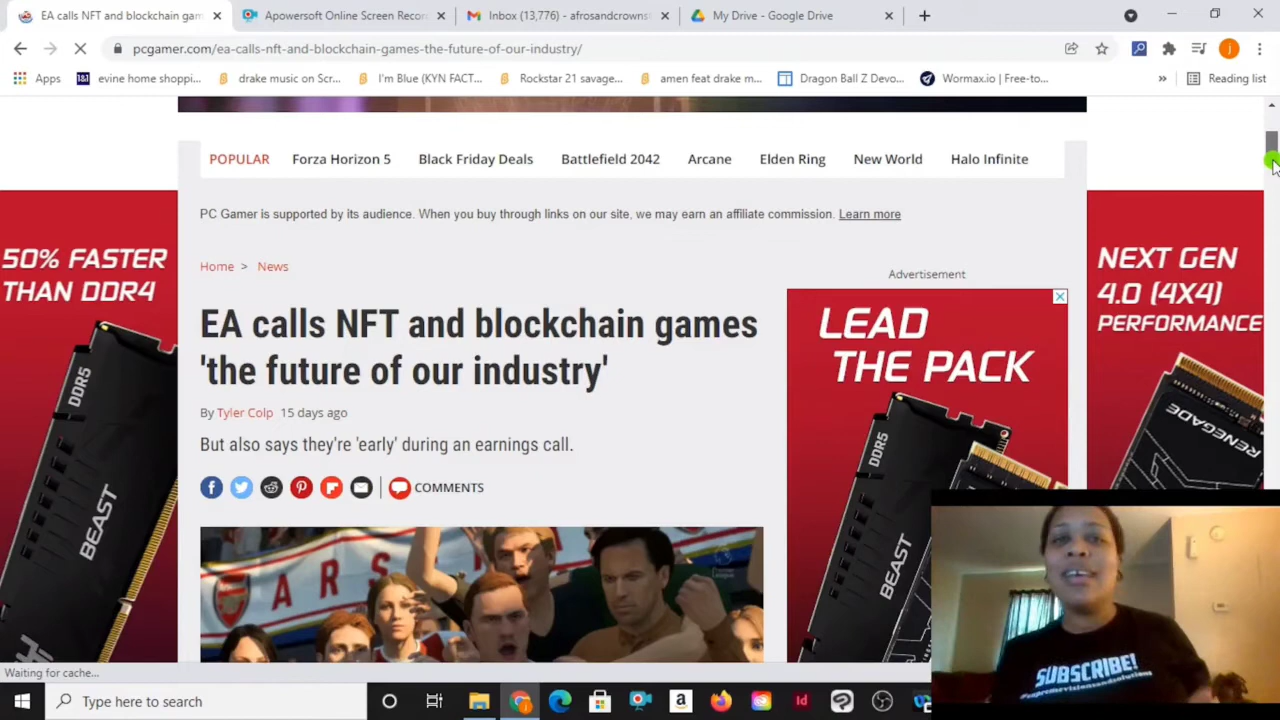 EA calls NFT and blockchain gam
Apowersoft Online Screen Recor
Inbox (13,776) - afrosandcrowns
My Drive - Google Drive
pcgamer.com/ea-calls-nft-and-blockchain-games-the-future-of-our-industry/
Apps
evine home shoppi...
drake music on Scr...
I'm Blue (KYN FACT...
Rockstar 21 savage...
amen feat drake m...
Dragon Ball Z Devo...
Wormax.io | Free-to...
Reading list
POPULAR
Forza Horizon 5
Black Friday Deals
Battlefield 2042
Arcane
Elden Ring
New World
Halo Infinite
PC Gamer is supported by its audience. When you buy through links on our site, we may earn an affiliate commission. Learn more
Home > News
Advertisement
50% FASTER
THAN DDR4
NEXT GEN
4.0 (4X4)
PERFORMANCE
EA calls NFT and blockchain games
'the future of our industry'
LEAD
THE PACK
By Tyler Colp 15 days ago
But also says they're 'early' during an earnings call.
COMMENTS
DDR5
BEAST
DDR5
BEAST
RENEGADE
ARS
SUBSCRIBE!
Waiting for cache...
Type here to search